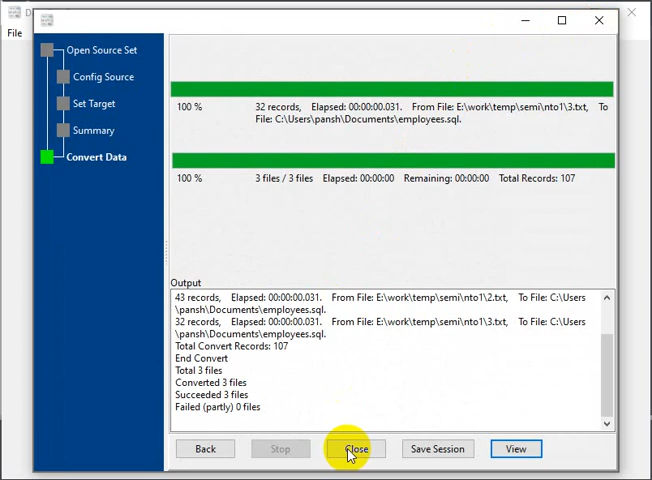 D
File
Open Source Set
Config Source
Set Target
Summary
Convert Data
100 %
32 records, Elapsed: 00:00:00.031. From File: E:\work\temp\semi\nto1\3.txt, To
File: C:\Users\pansh\Documents\employees.sql.
100 %
3 files / 3 files Elapsed: 00:00:00 Remaining: 00:00:00 Total Records: 107
Output
43 records, Elapsed: 00:00:00.031. From File: E:\work\temp\semi\nto1\2.txt, To File: C:\Users
\pansh\Documents\employees.sql.
32 records, Elapsed: 00:00:00.031. From File: E:\work\temp\semi\nto1\3.txt, To File: C:\Users
\pansh\Documents\employees.sql.
Total Convert Records: 107
End Convert
Total 3 files
Converted 3 files
Succeeded 3 files
Failed (partly) 0 files
Back
Stop
Close
Save Session
View